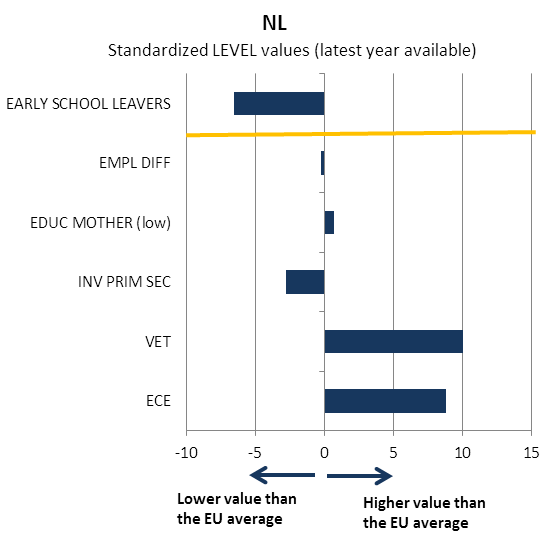 NL
Standardized LEVEL values (latest year available)
EARLY SCHOOL LEAVERS
EMPL DIFF
EDUC MOTHER (low)
INV PRIM SEC
VET
ECE
-10 -5 0 5 10 15
Lower value than
the EU average
Higher value than
the EU average